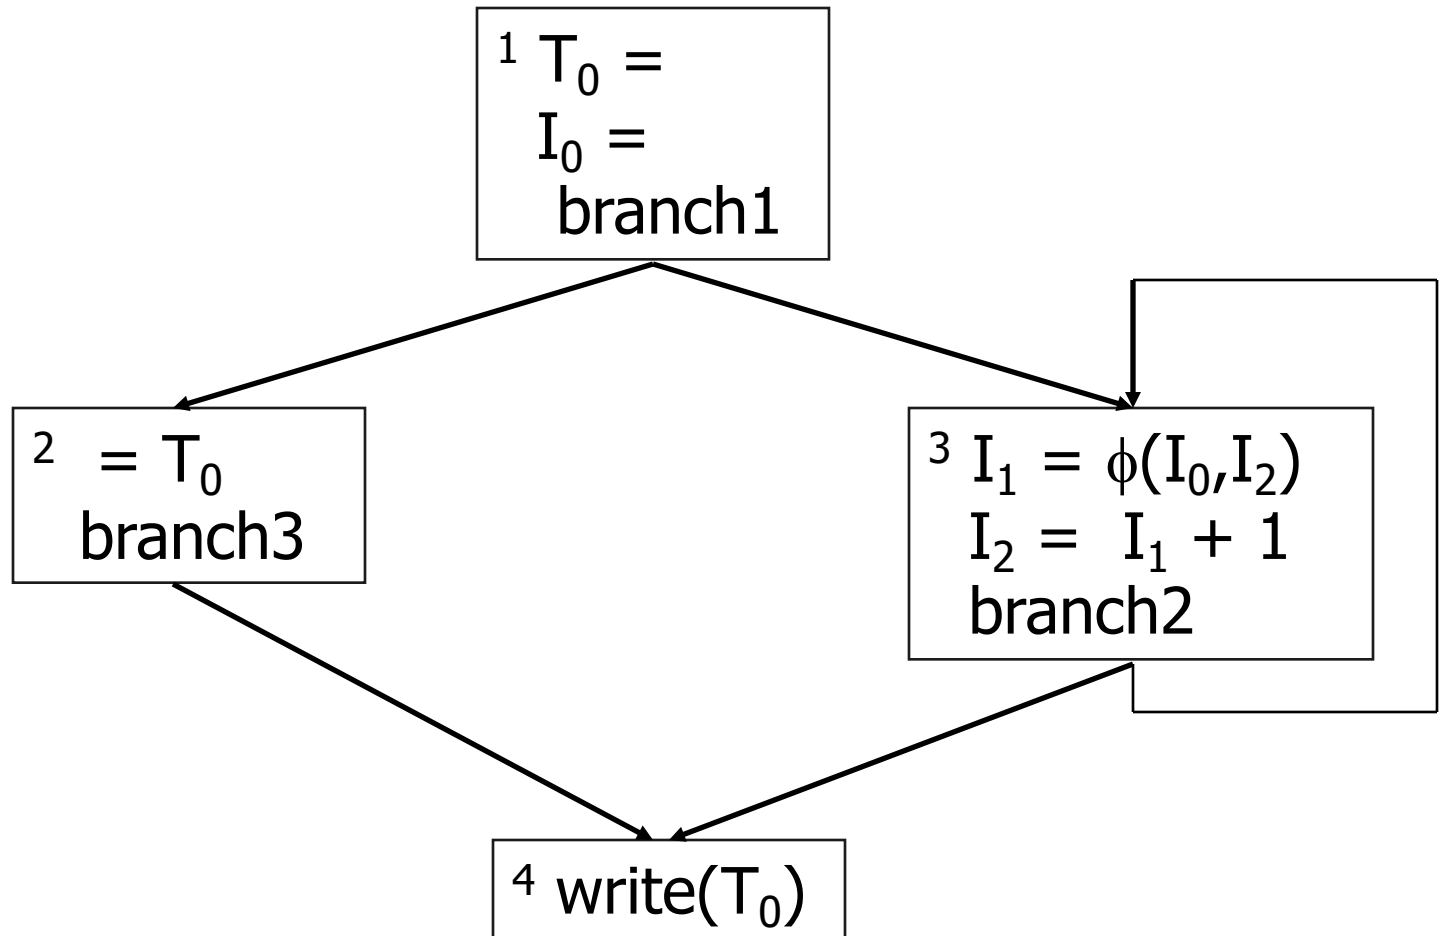 1 T₀ =
I₀ =
branch1
2 = T₀
branch3
3 I₁ = ϕ(I₀,I₂)
I₂ = I₁ + 1
branch2
4 write(T₀)